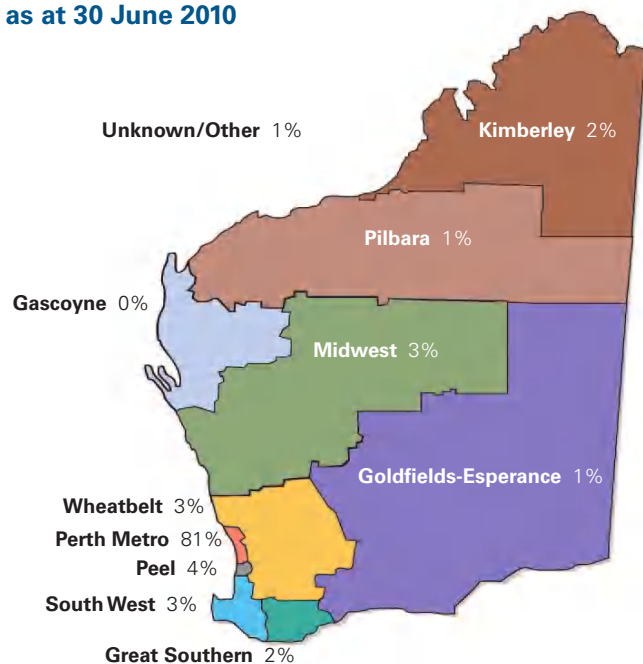 as at 30 June 2010
Unknown/Other 1%
Kimberley 2%
Pilbara 1%
Gascoyne 0%
Midwest 3%
Goldfields-Esperance 1%
Wheatbelt 3%
Perth Metro 81%
Peel 4%
South West 3%
Great Southern 2%